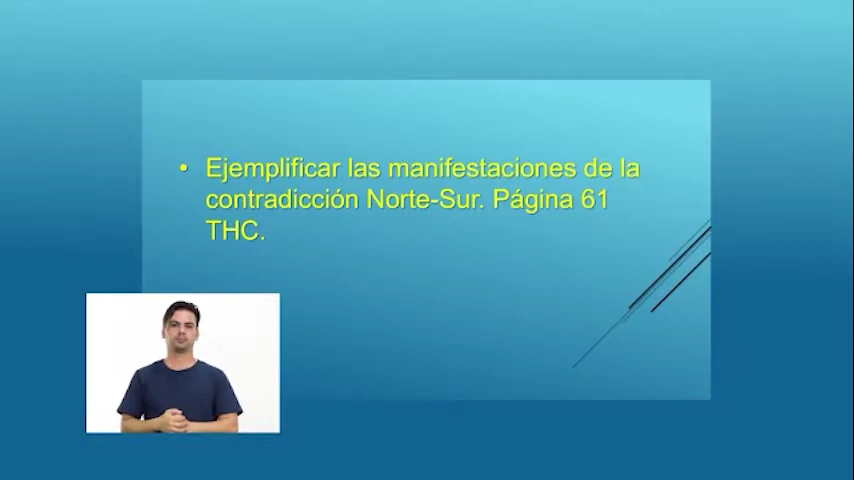 • Ejemplificar las manifestaciones de la
contradicción Norte-Sur. Página 61
THC.